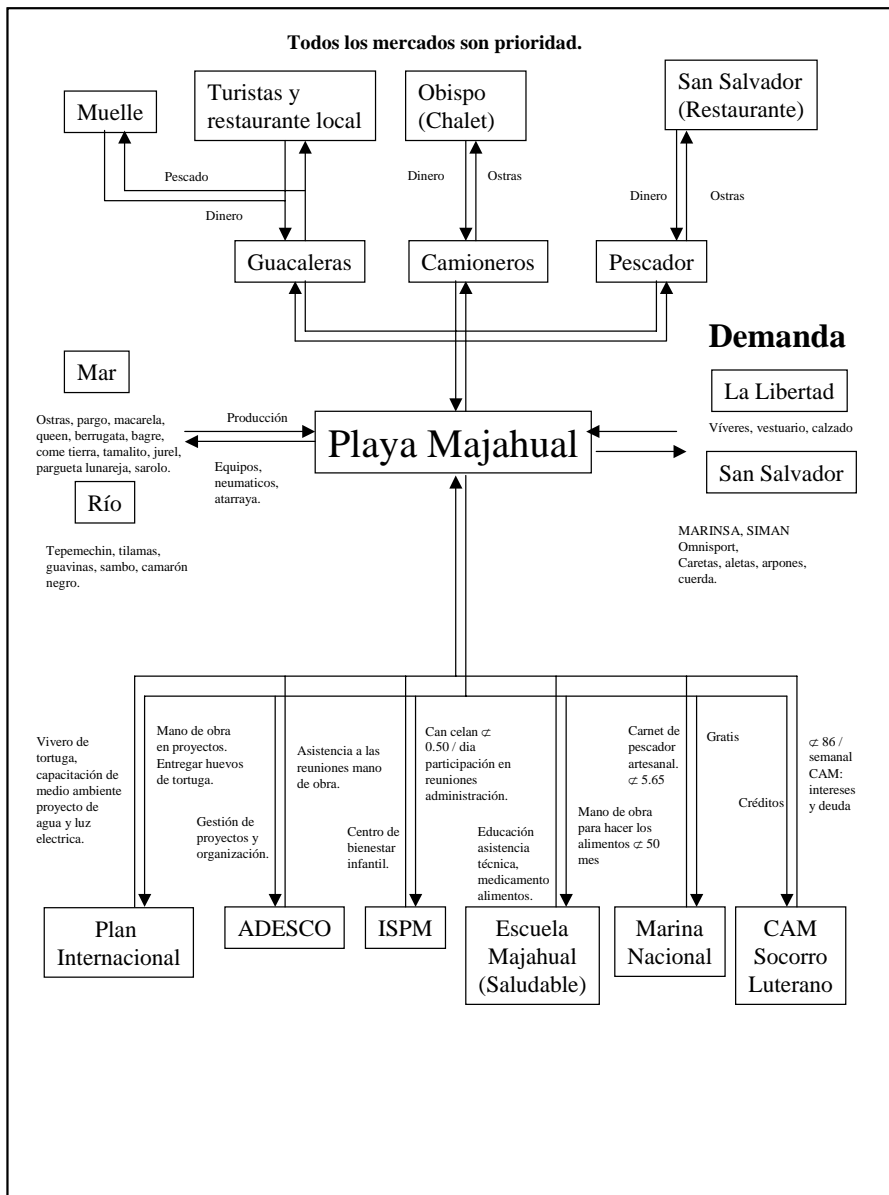 Todos los mercados son prioridad.
Muelle
Turistas y
restaurante local
Obispo
(Chalet)
San Salvador
(Restaurante)
Pescado
Dinero
Dinero
Ostras
Dinero
Ostras
Guacaleras
Camioneros
Pescador
Demanda
Mar
Ostras, pargo, macarela,
queen, berrugata, bagre,
come tierra, tamalito, jurel,
pargueta lunareja, sarolo.
Río
Tepemechin, tilamas,
guavinas, sambo, camarón
negro.
Producción
Equipos,
neumaticos,
atarraya.
Playa Majahual
La Libertad
Víveres, vestuario, calzado
San Salvador
MARINSA, SIMAN
Omnisport,
Caretas, aletas, arpones,
cuerda.
Vivero de
tortuga,
capacitación de
medio ambiente
proyecto de
agua y luz
electrica.
Mano de obra
en proyectos.
Entregar huevos
de tortuga.
Gestión de
proyectos y
organización.
Asistencia a las
reuniones mano
de obra.
Centro de
bienestar
infantil.
Can celan ⊄
0.50 / dia
participación en
reuniones
administración.
Educación
asistencia
técnica,
medicamento
alimentos.
Mano de obra
para hacer los
alimentos ⊄ 50
mes
Carnet de
pescador
artesanal.
⊄ 5.65
Gratis
Créditos
⊄ 86 /
semanal
CAM:
intereses
y deuda
Plan
Internacional
ADESCO
ISPM
Escuela
Majahual
(Saludable)
Marina
Nacional
CAM
Socorro
Luterano